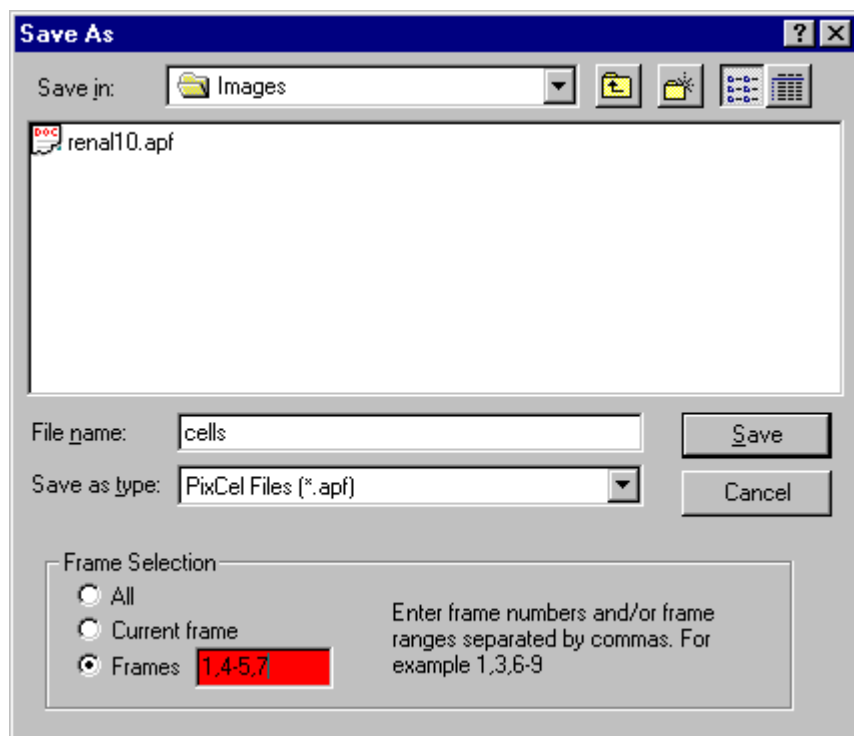 Save As
Save in: Images
DOC
renal10.apf
File name: cells
Save
Save as type: PixCel Files (*.apf)
Cancel
Frame Selection
All
Current frame
Frames 1,4-5,7
Enter frame numbers and/or frame
ranges separated by commas. For
example 1,3,6-9